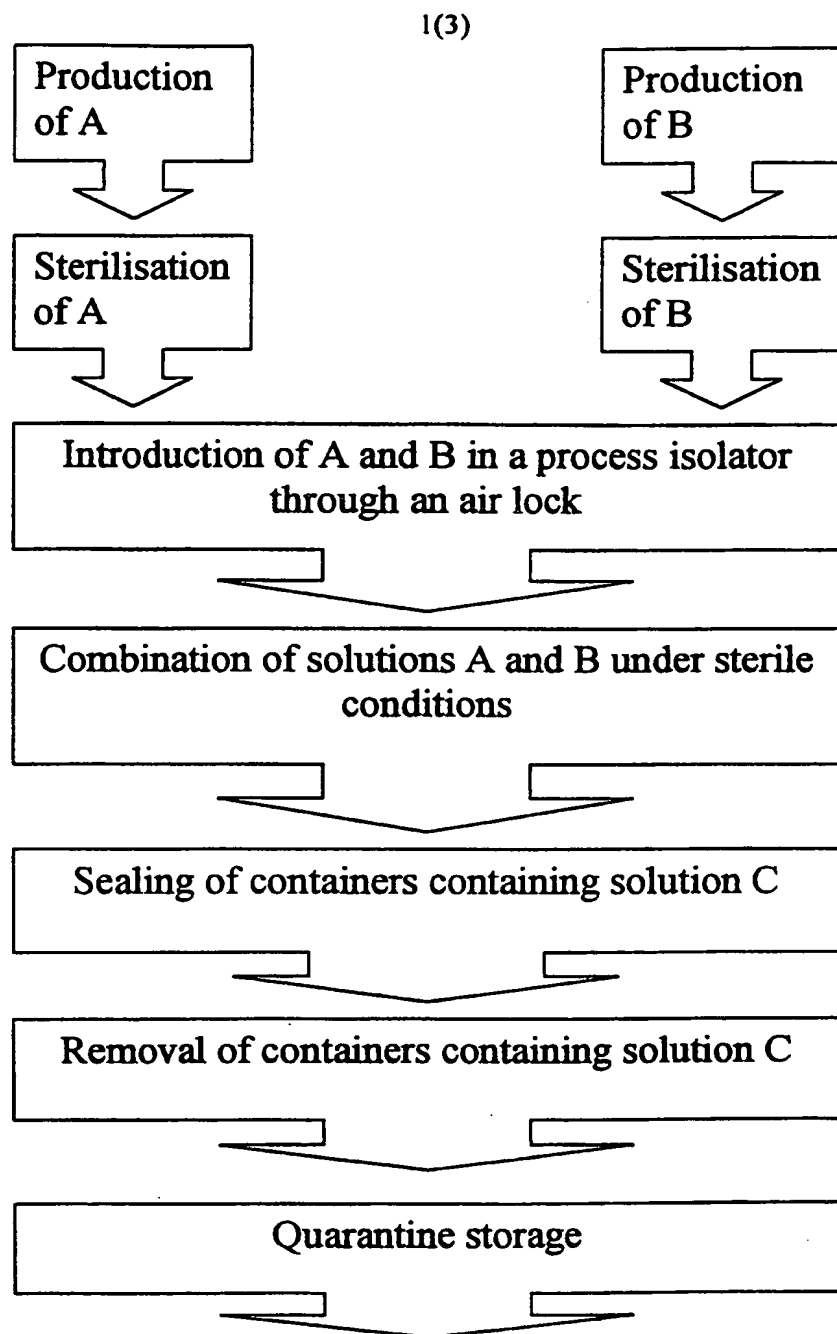 1(3)
Production
of A
Production
of B
Sterilisation
of A
Sterilisation
of B
Introduction of A and B in a process isolator
through an air lock
Combination of solutions A and B under sterile
conditions
Sealing of containers containing solution C
Removal of containers containing solution C
Quarantine storage